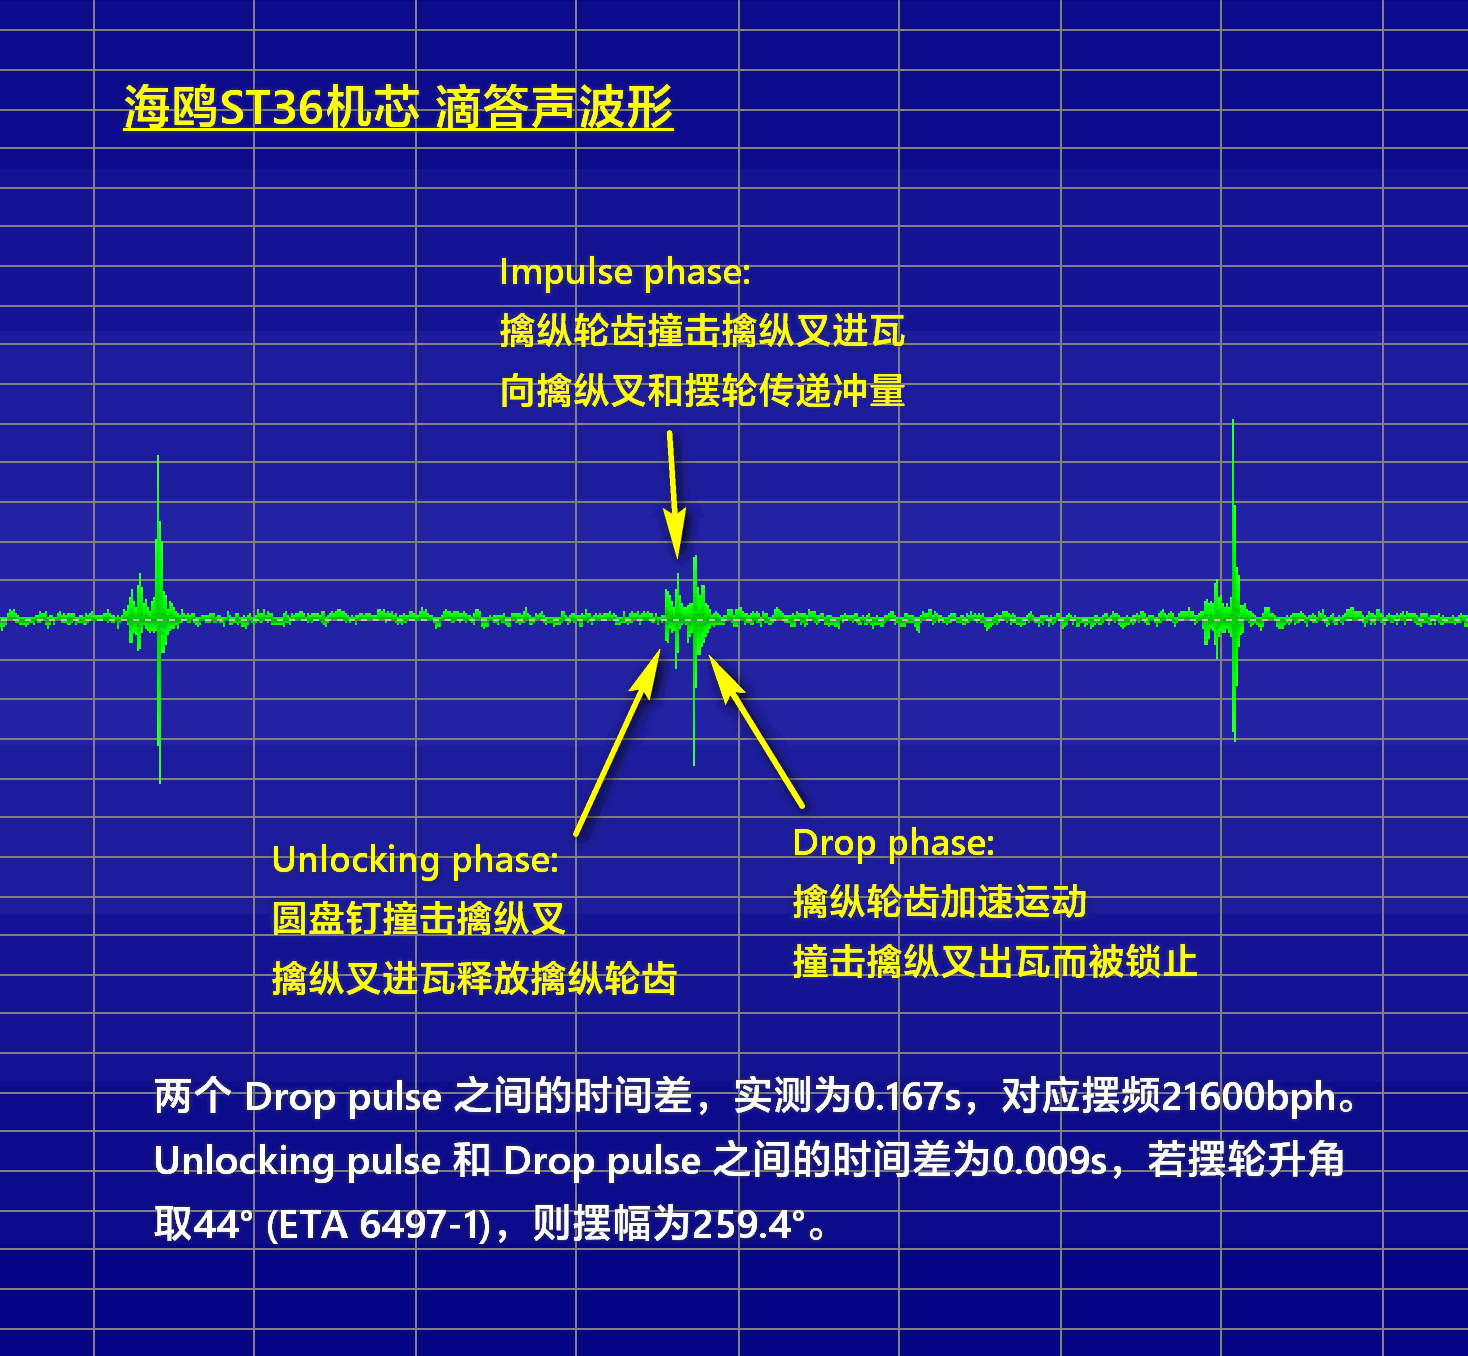 海鸥ST36机芯 滴答声波形
Impulse phase:
擒纵轮齿撞击擒纵叉进瓦
向擒纵叉和摆轮传递冲量
Unlocking phase:
圆盘钉撞击擒纵叉
擒纵叉进瓦释放擒纵轮齿
Drop phase:
擒纵轮齿加速运动
撞击擒纵叉出瓦而被锁止
两个 Drop pulse 之间的时间差，实测为0.167s，对应摆频21600bph。
Unlocking pulse 和 Drop pulse 之间的时间差为0.009s，若摆轮升角
取44° (ETA 6497-1)，则摆幅为259.4°。